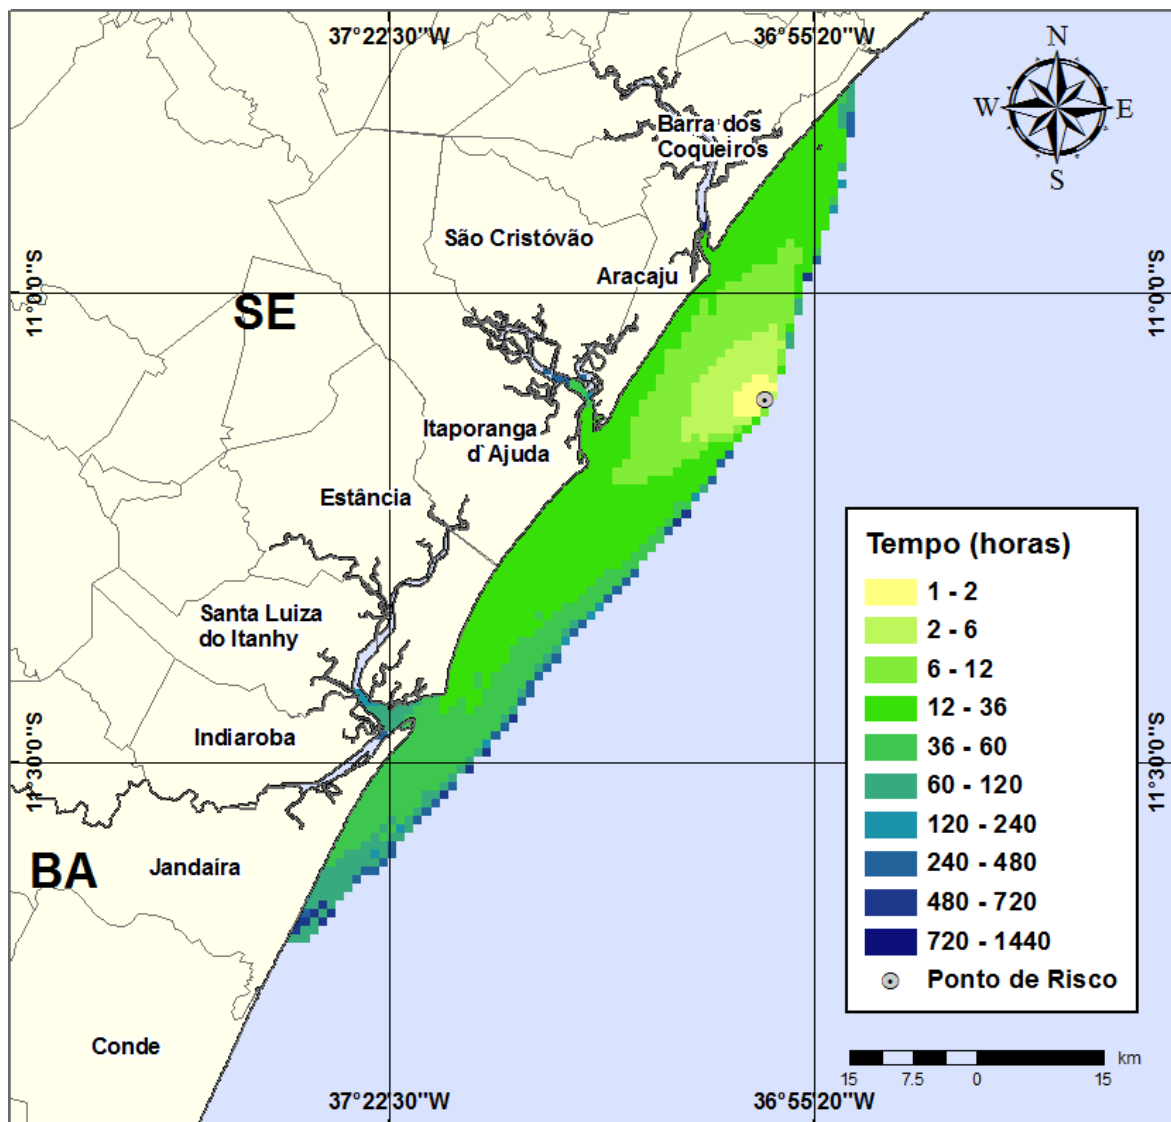 37°22'30"W
36°55'20"W
N
W
E
S
Barra dos
Coqueiros
São Cristóvão
Aracaju
11°0'0"S
11°0'0"S
SE
Itaporanga
d`Ajuda
Estância
Santa Luiza
do Itanhy
Indiaroba
11°30'0"S
11°30'0"S
BA
Jandaíra
Conde
Tempo (horas)
1 - 2
2 - 6
6 - 12
12 - 36
36 - 60
60 - 120
120 - 240
240 - 480
480 - 720
720 - 1440
Ponto de Risco
km
15
7.5
0
15
37°22'30"W
36°55'20"W